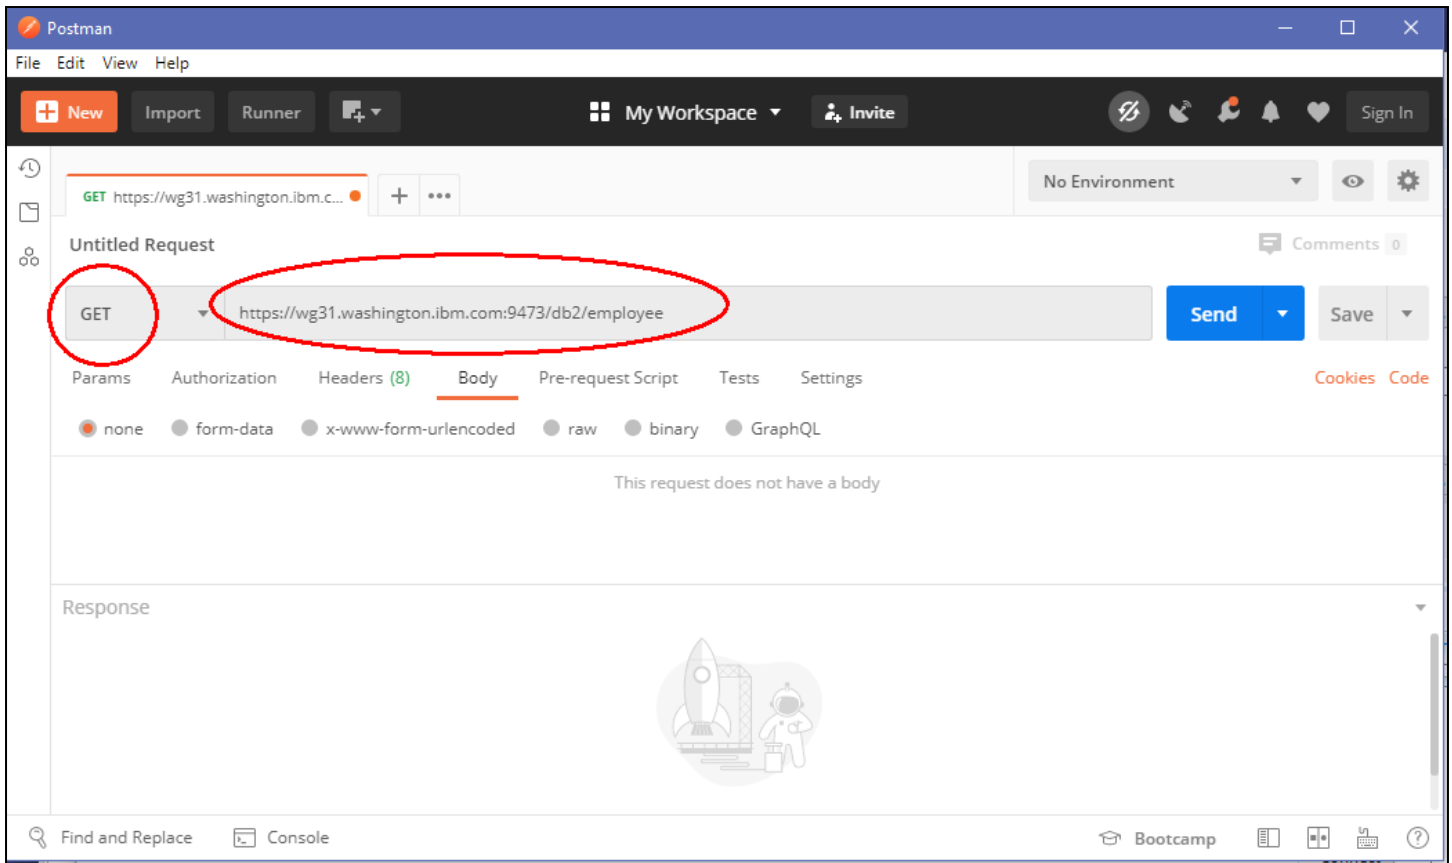 Postman
File Edit View Help
New Import Runner My Workspace Invite Sign In
GET https://wg31.washington.ibm.c... No Environment
Untitled Request Comments 0
GET https://wg31.washington.ibm.com:9473/db2/employee Send Save
Params Authorization Headers (8) Body Pre-request Script Tests Settings Cookies Code
none form-data x-www-form-urlencoded raw binary GraphQL
This request does not have a body
Response
Find and Replace Console Bootcamp